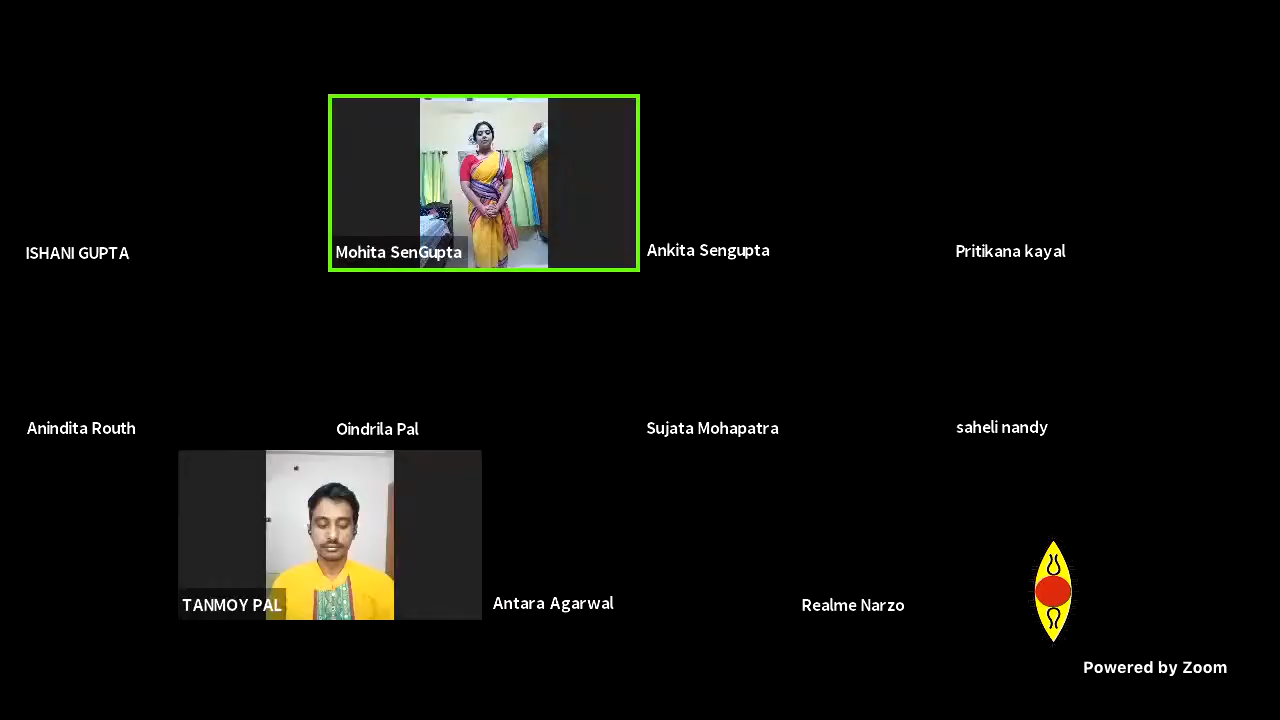 ISHANI GUPTA
Mohita SenGupta
Ankita Sengupta
Pritikana kayal
Anindita Routh
Oindrila Pal
Sujata Mohapatra
saheli nandy
TANMOY PAL
Antara Agarwal
Realme Narzo
Powered by Zoom